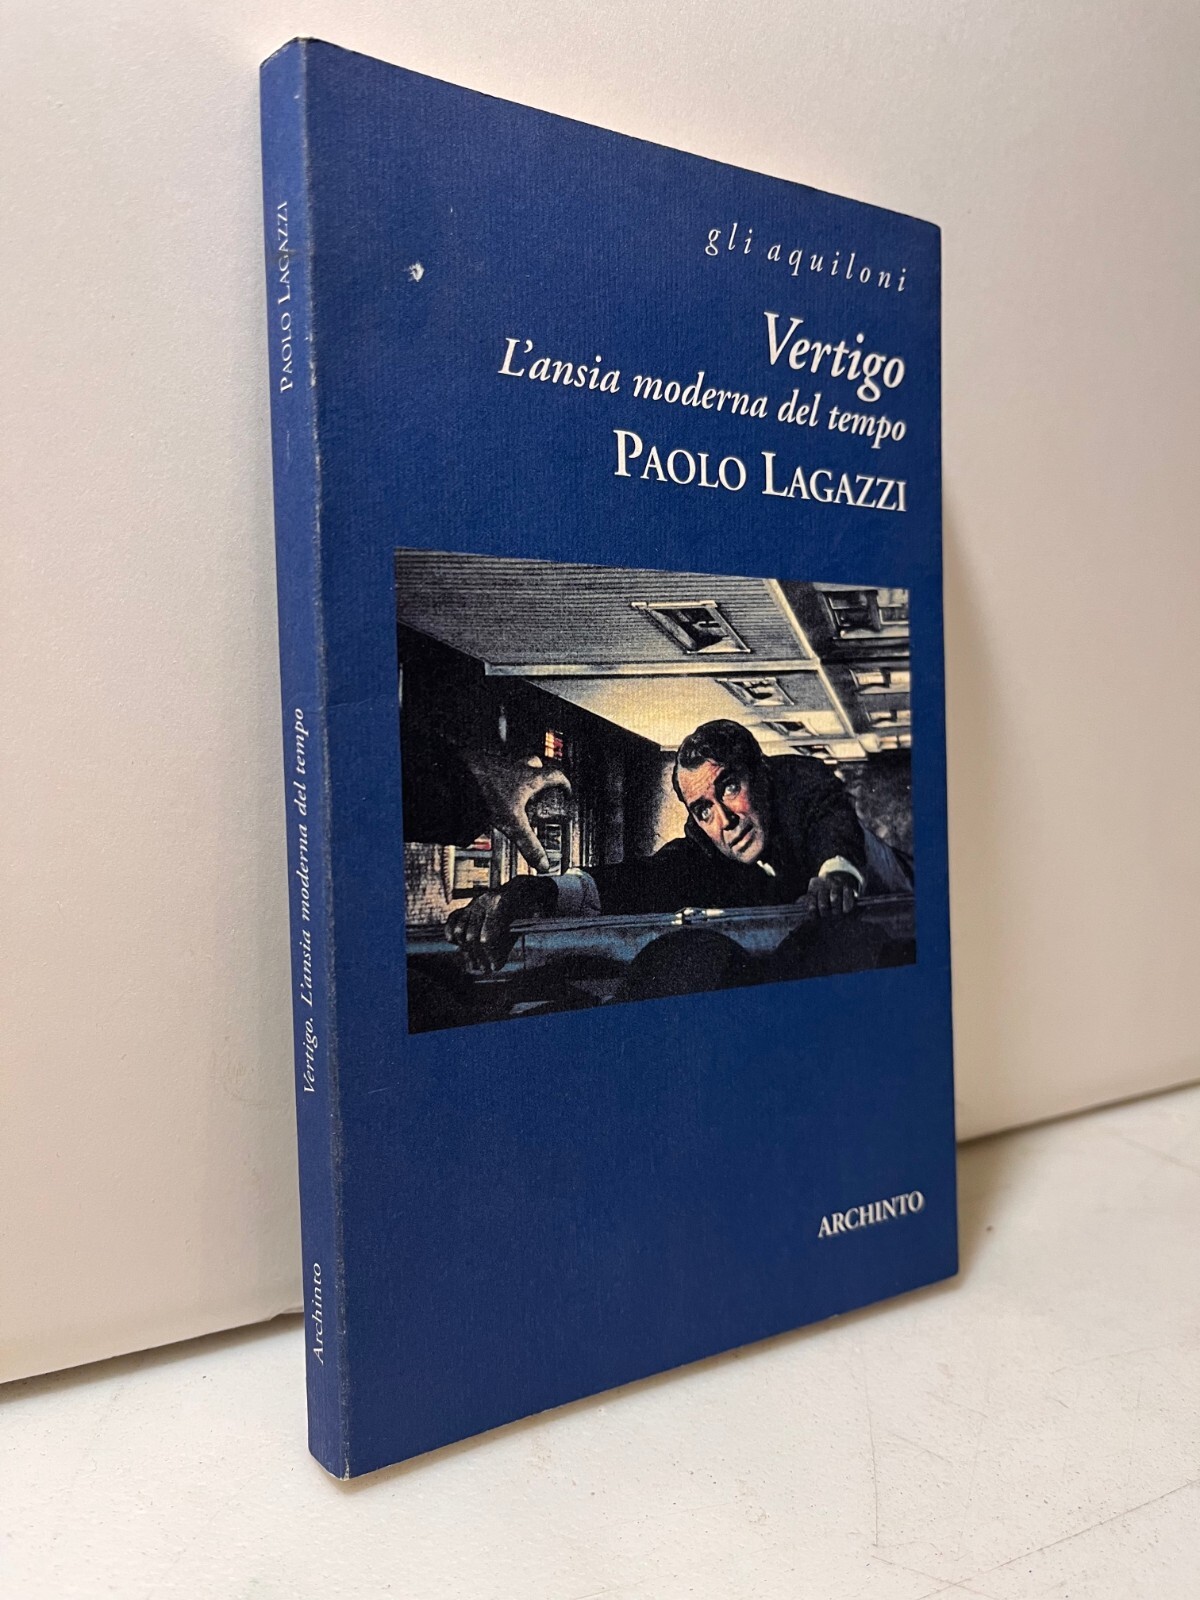 gli aquiloni
Vertigo
L'ansia moderna del tempo
PAOLO LAGAZZI
ARCHINTO
PAOLO LAGAZZI
Vertigo. L'ansia moderna del tempo
Archinto